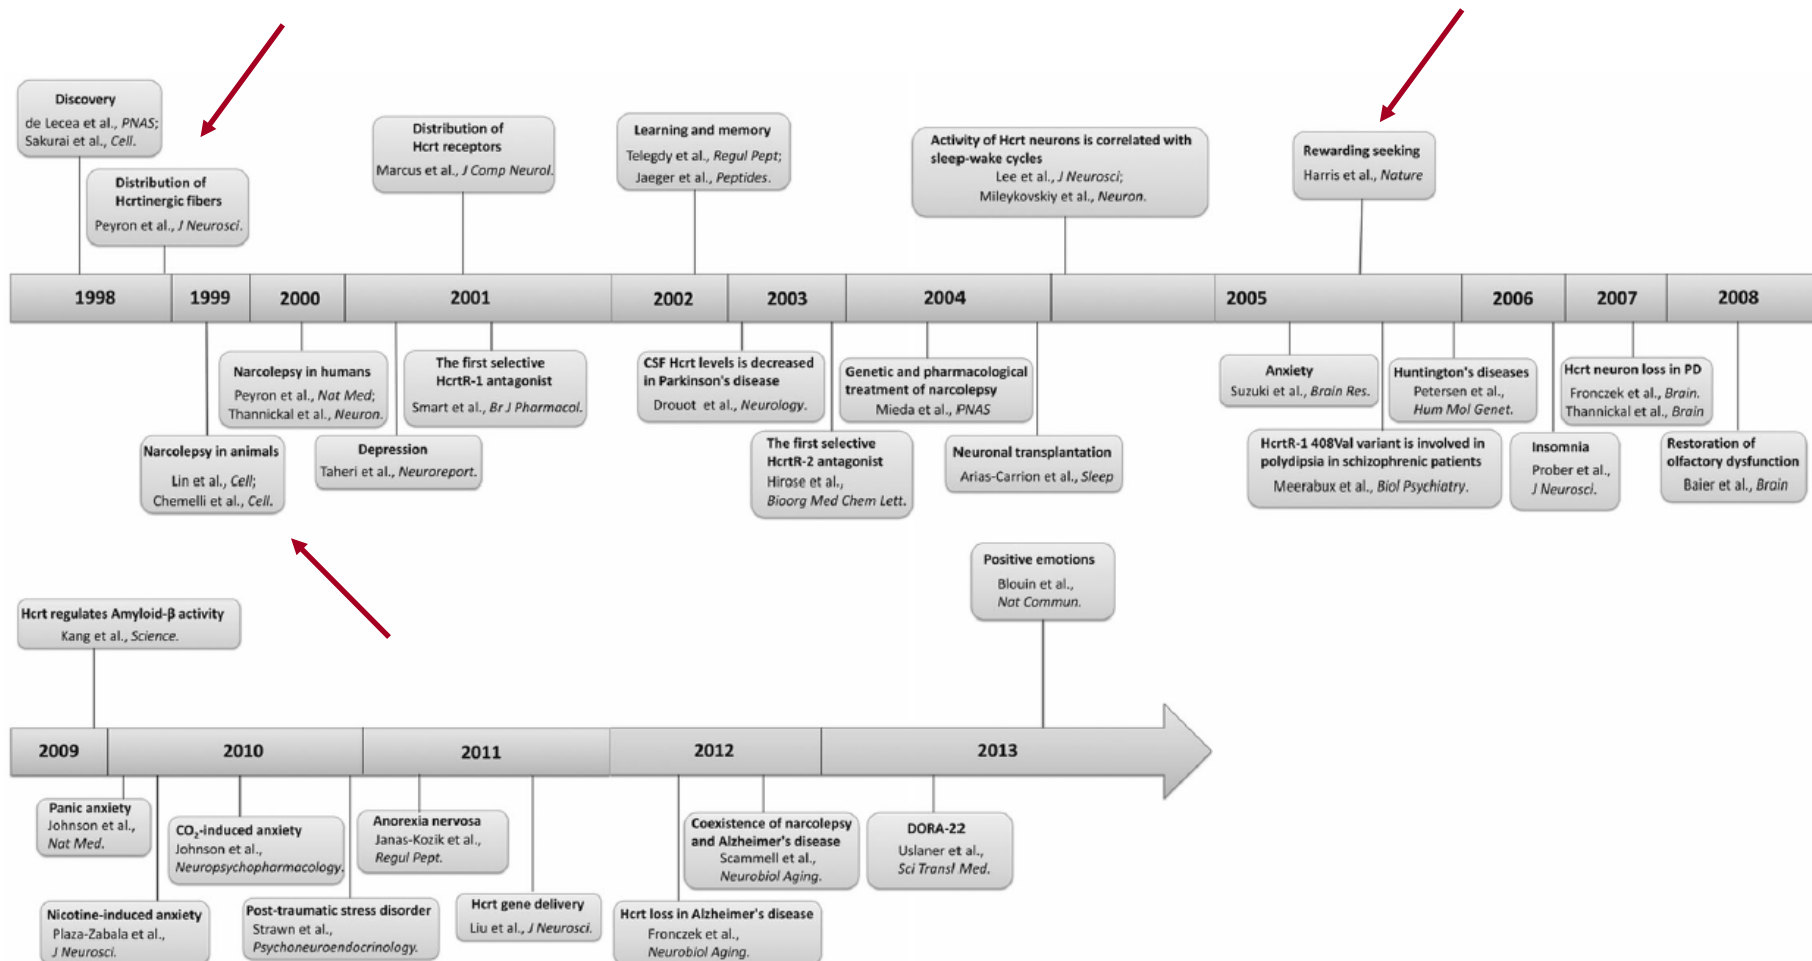 Discovery
de Lecea et al., PNAS;
Sakurai et al., Cell.
Distribution of
Hcrtinergic fibers
Peyron et al., J Neurosci.
Distribution of
Hcrt receptors
Marcus et al., J Comp Neurol.
Learning and memory
Telegdy et al., Regul Pept;
Jaeger et al., Peptides.
Activity of Hcrt neurons is correlated with
sleep-wake cycles
Lee et al., J Neurosci;
Mileykovskiy et al., Neuron.
Rewarding seeking
Harris et al., Nature
1998 1999 2000 2001 2002 2003 2004 2005 2006 2007 2008
Narcolepsy in animals
Lin et al., Cell;
Chemelli et al., Cell.
Narcolepsy in humans
Peyron et al., Nat Med;
Thannickal et al., Neuron.
Depression
Taheri et al., Neuroreport.
The first selective
HcrtR-1 antagonist
Smart et al., Br J Pharmacol.
CSF Hcrt levels is decreased
in Parkinson's disease
Drouot et al., Neurology.
The first selective
HcrtR-2 antagonist
Hirose et al.,
Bioorg Med Chem Lett.
Genetic and pharmacological
treatment of narcolepsy
Mieda et al., PNAS
Neuronal transplantation
Arias-Carrion et al., Sleep
Anxiety
Suzuki et al., Brain Res.
HcrtR-1 408Val variant is involved in
polydipsia in schizophrenic patients
Meerabux et al., Biol Psychiatry.
Huntington's diseases
Petersen et al.,
Hum Mol Genet.
Insomnia
Prober et al.,
J Neurosci.
Hcrt neuron loss in PD
Fronczek et al., Brain.
Thannickal et al., Brain
Restoration of
olfactory dysfunction
Baier et al., Brain
Hcrt regulates Amyloid-β activity
Kang et al., Science.
Positive emotions
Blouin et al.,
Nat Commun.
2009 2010 2011 2012 2013
Panic anxiety
Johnson et al.,
Nat Med.
Nicotine-induced anxiety
Plaza-Zabala et al.,
J Neurosci.
CO₂-induced anxiety
Johnson et al.,
Neuropsychopharmacology.
Post-traumatic stress disorder
Strawn et al.,
Psychoneuroendocrinology.
Anorexia nervosa
Janas-Kozik et al.,
Regul Pept.
Hcrt gene delivery
Liu et al., J Neurosci.
Hcrt loss in Alzheimer's disease
Fronczek et al.,
Neurobiol Aging.
Coexistence of narcolepsy
and Alzheimer's disease
Scammell et al.,
Neurobiol Aging.
DORA-22
Uslaner et al.,
Sci Transl Med.